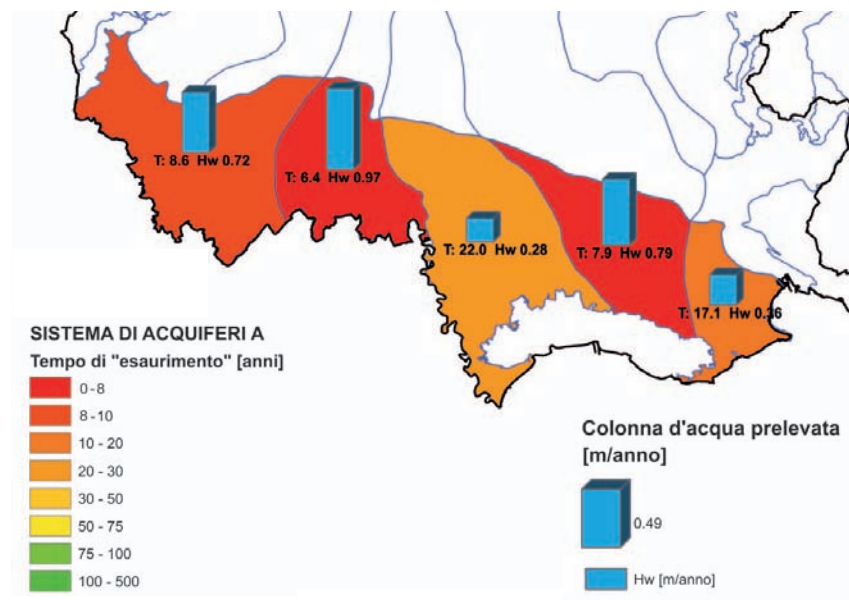 T: 8.6 Hw 0.72
T: 6.4 Hw 0.97
T: 22.0 Hw 0.28
T: 7.9 Hw 0.79
T: 17.1 Hw 0.36
SISTEMA DI ACQUIFERI A
Tempo di "esaurimento" [anni]
0-8
8-10
10 - 20
20 - 30
30 - 50
50 - 75
75 - 100
100 - 500
Colonna d'acqua prelevata
[m/anno]
0.49
Hw [m/anno]